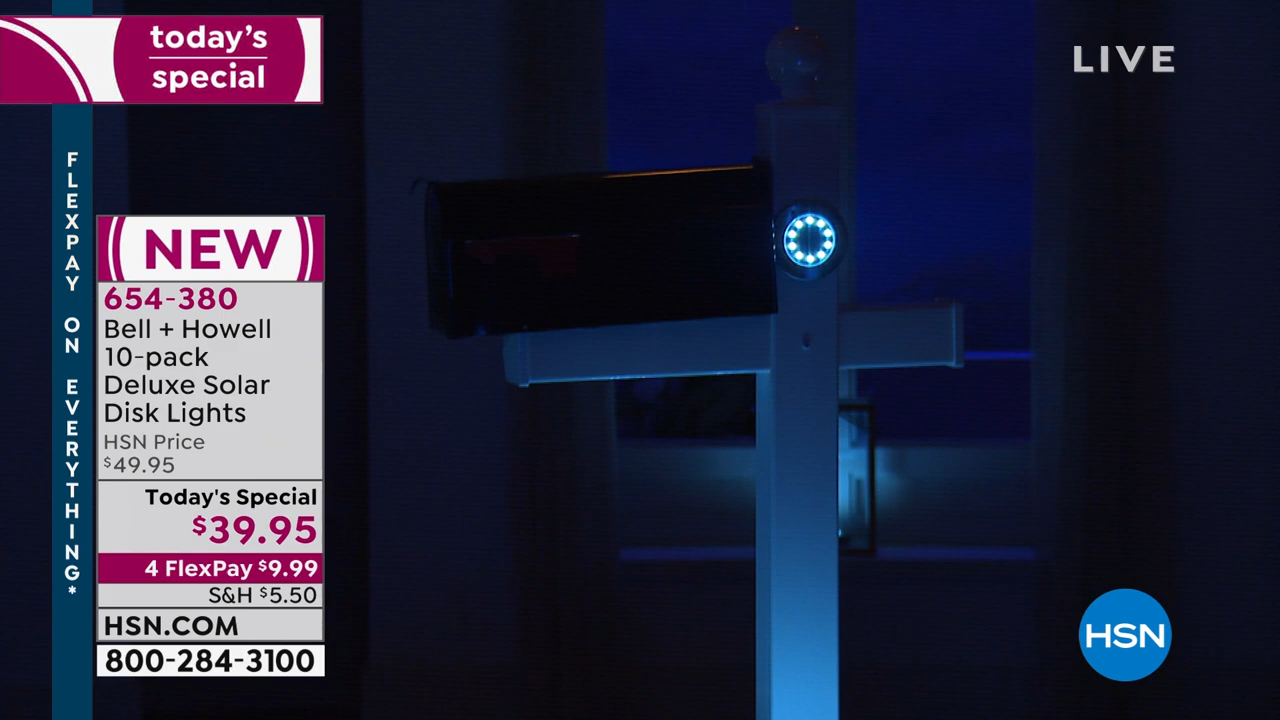 today's
special
LIVE
FLEXPAY ON EVERYTHING*
NEW
654-380
Bell + Howell
10-pack
Deluxe Solar
Disk Lights
HSN Price
$49.95
Today's Special
$39.95
4 FlexPay $9.99
S&H $5.50
HSN.COM
800-284-3100
HSN